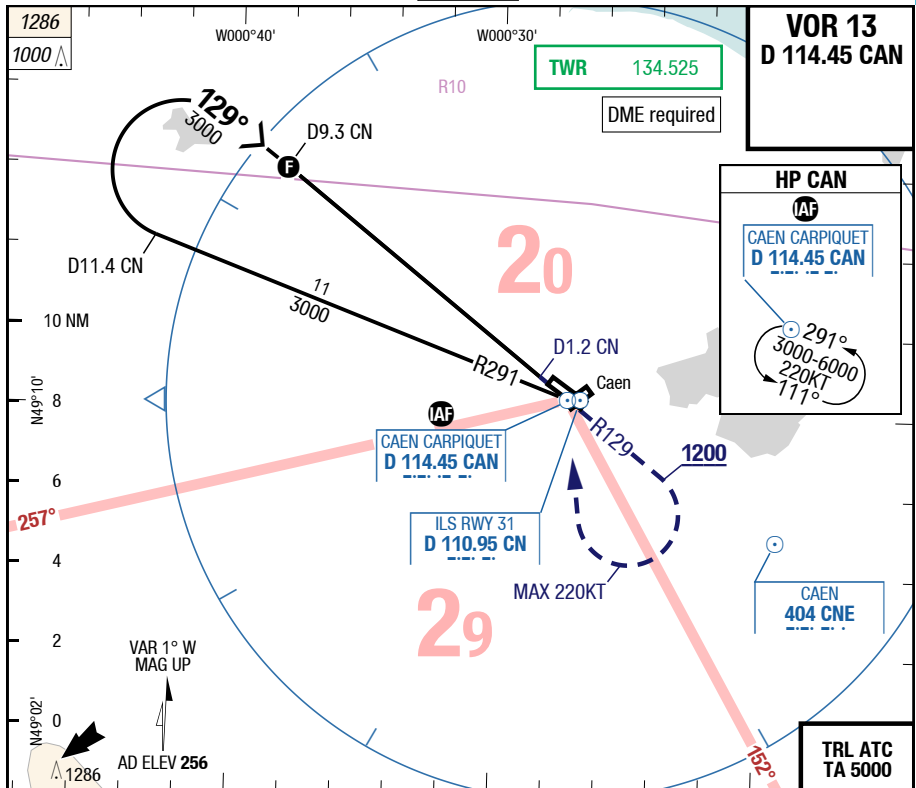 1286
1000
W000°40'
W000°30'
VOR 13
D 114.45 CAN
TWR 134.525
DME required
R10
129°
3000
D9.3 CN
F
HP CAN
IAF
CAEN CARPIQUET
D 114.45 CAN
291°
3000-6000
220KT
111°
20
D11.4 CN
11
3000
10 NM
R291
D1.2 CN
Caen
N49°10'
8
IAF
CAEN CARPIQUET
D 114.45 CAN
R129
1200
6
257°
ILS RWY 31
D 110.95 CN
4
MAX 220KT
CAEN
404 CNE
29
2
VAR 1° W
MAG UP
N49°02'
0
1286
AD ELEV 256
152°
TRL ATC
TA 5000